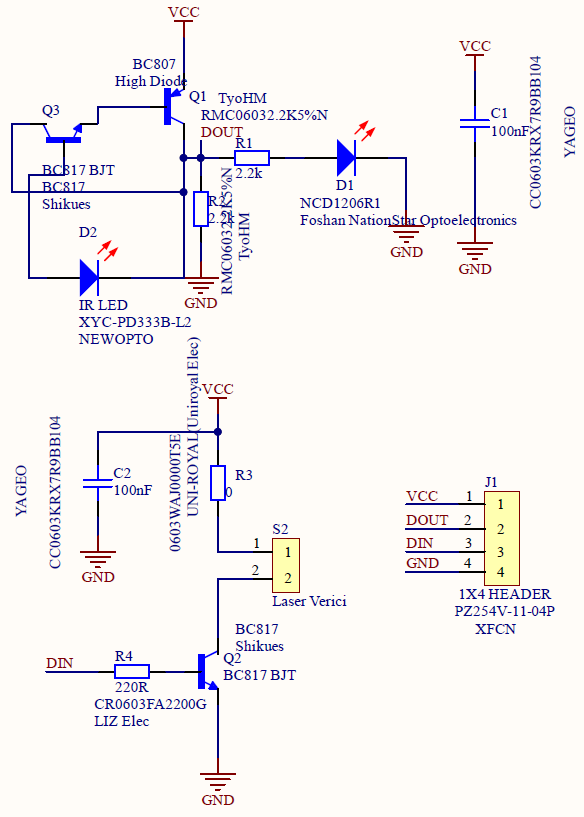 VCC
BC807
High Diode
Q1
Q3
BC817 BJT
BC817
Shikues
TyoHM
RMC06032.2K5%N
DOUT
R1
2.2k
R2
2.2k
RMC06032.2K5%N
TyoHM
GND
D2
IR LED
XYC-PD333B-L2
NEWOPTO
D1
NCD1206R1
Foshan NationStar Optoelectronics
GND
VCC
C1
100nF
CC0603KRX7R9BB104
YAGEO
GND
VCC
YAGEO
CC0603KRX7R9BB104
C2
100nF
GND
0603WAJ0000T5E
UNI-ROYAL(Uniroyal Elec)
R3
0
S2
1
1
2
2
Laser Verici
BC817
Shikues
Q2
BC817 BJT
DIN
R4
220R
CR0603FA2200G
LIZ Elec
GND
J1
VCC
1
1
DOUT
2
2
DIN
3
3
GND
4
4
1X4 HEADER
PZ254V-11-04P
XFCN